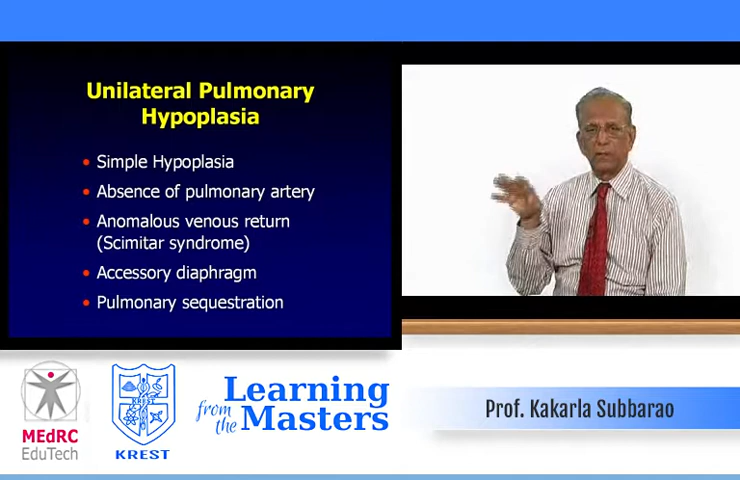 Unilateral Pulmonary
Hypoplasia
• Simple Hypoplasia
• Absence of pulmonary artery
• Anomalous venous return
(Scimitar syndrome)
• Accessory diaphragm
• Pulmonary sequestration
MEdRC
EduTech
KREST
KREST
Learning
from the Masters
Prof. Kakarla Subbarao